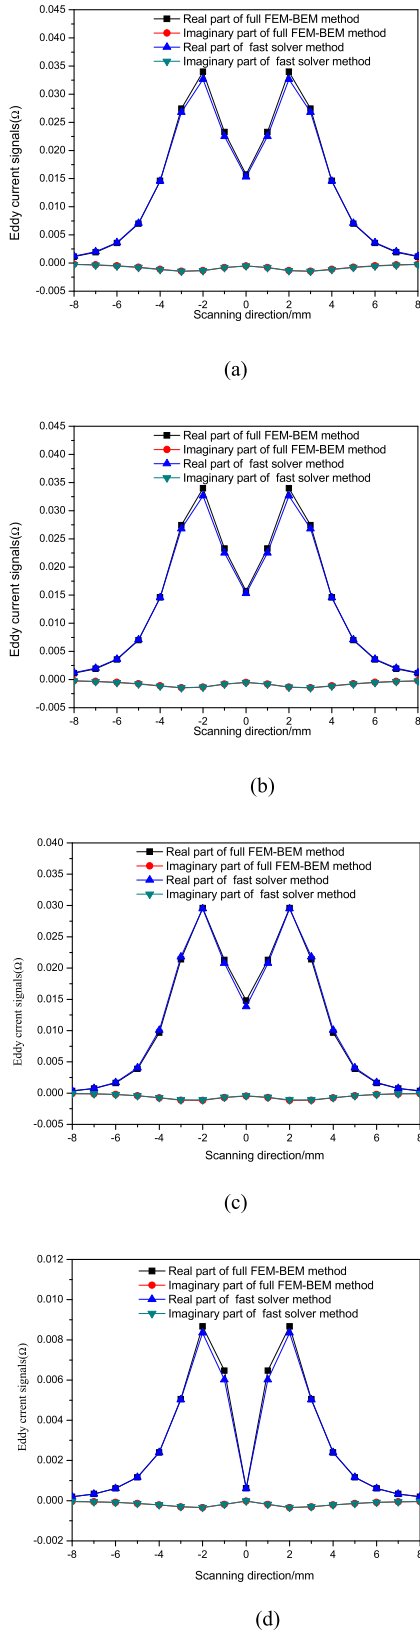 0.045
Real part of full FEM-BEM method
0.040
Imaginary part of full FEM-BEM method
Real part of fast solver method
0.035
Imaginary part of fast solver method
0.030
0.025
0.020
0.015
0.010
0.005
0.000
-0.005
Eddy current signals(Ω)
-8 -6 -4 -2 0 2 4 6 8
Scanning direction/mm
(a)
0.045
Real part of full FEM-BEM method
0.040
Imaginary part of full FEM-BEM method
Real part of fast solver method
0.035
Imaginary part of fast solver method
0.030
0.025
0.020
0.015
0.010
0.005
0.000
-0.005
Eddy current signals(Ω)
-8 -6 -4 -2 0 2 4 6 8
Scanning direction/mm
(b)
0.040
Real part of full FEM-BEM method
Imaginary part of full FEM-BEM method
0.035
Real part of fast solver method
Imaginary part of fast solver method
0.030
0.025
0.020
0.015
0.010
0.005
0.000
-0.005
Eddy crrent signals(Ω)
-8 -6 -4 -2 0 2 4 6 8
Scanning direction/mm
(c)
0.012
Real part of full FEM-BEM method
Imaginary part of full FEM-BEM method
0.010
Real part of fast solver method
Imaginary part of fast solver method
0.008
0.006
0.004
0.002
0.000
-0.002
Eddy crrent signals(Ω)
-8 -6 -4 -2 0 2 4 6 8
Scanning direction/mm
(d)